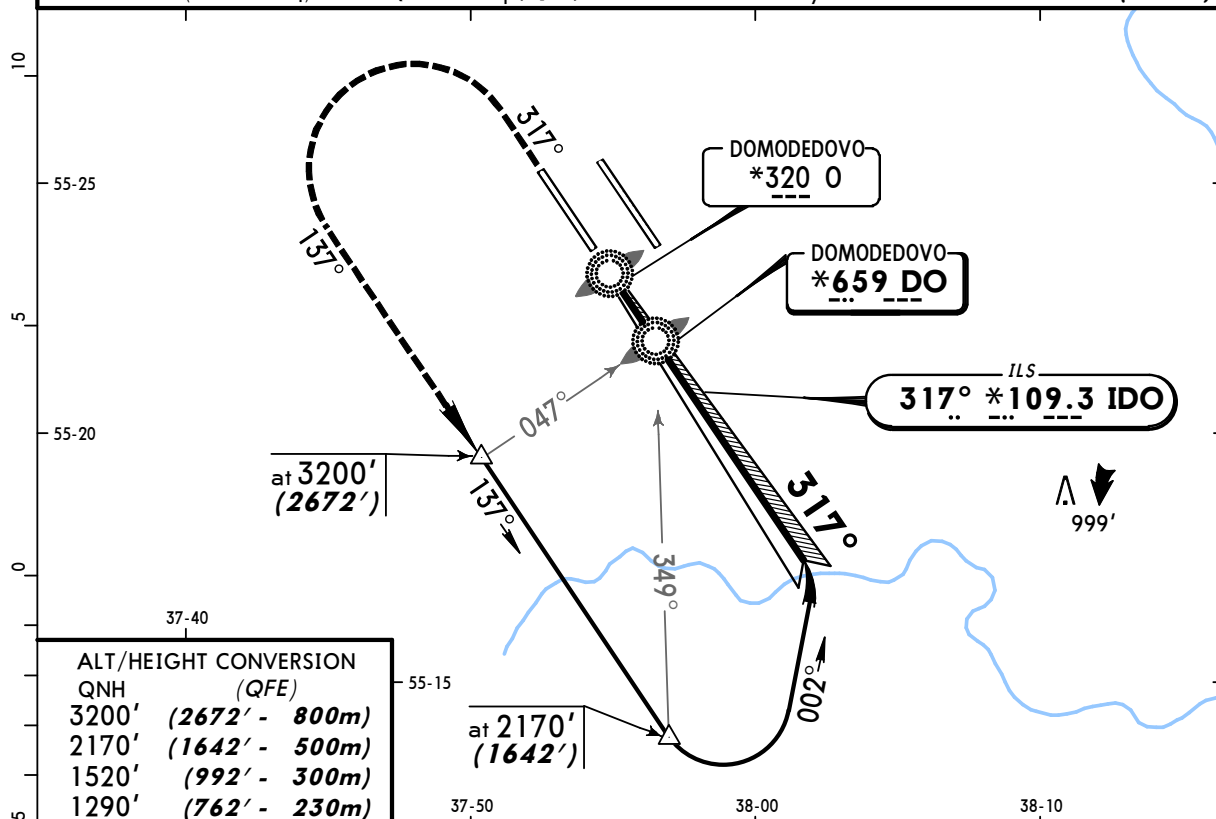 10
317°
DOMODEDOVO
*320 O
55-25
137°
DOMODEDOVO
*659 DO
5
ILS
317° *109.3 IDO
047°
55-20
at 3200'
(2672')
137°
317°
999'
349°
0
37-40
ALT/HEIGHT CONVERSION
QNH (QFE)
3200' (2672' - 800m)
2170' (1642' - 500m)
1520' (992' - 300m)
1290' (762' - 230m)
55-15
002°
at 2170'
(1642')
37-50
38-00
38-10
5